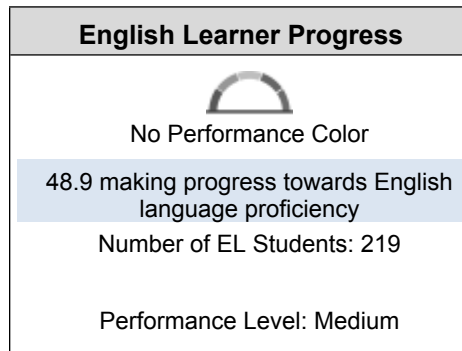 English Learner Progress
No Performance Color
48.9 making progress towards English
language proficiency
Number of EL Students: 219
Performance Level: Medium